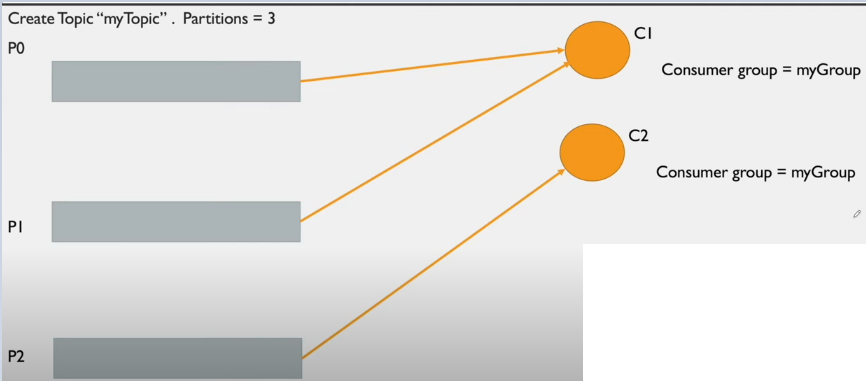 Create Topic "myTopic" . Partitions = 3
P0
C1
Consumer group = myGroup
C2
Consumer group = myGroup
P1
P2